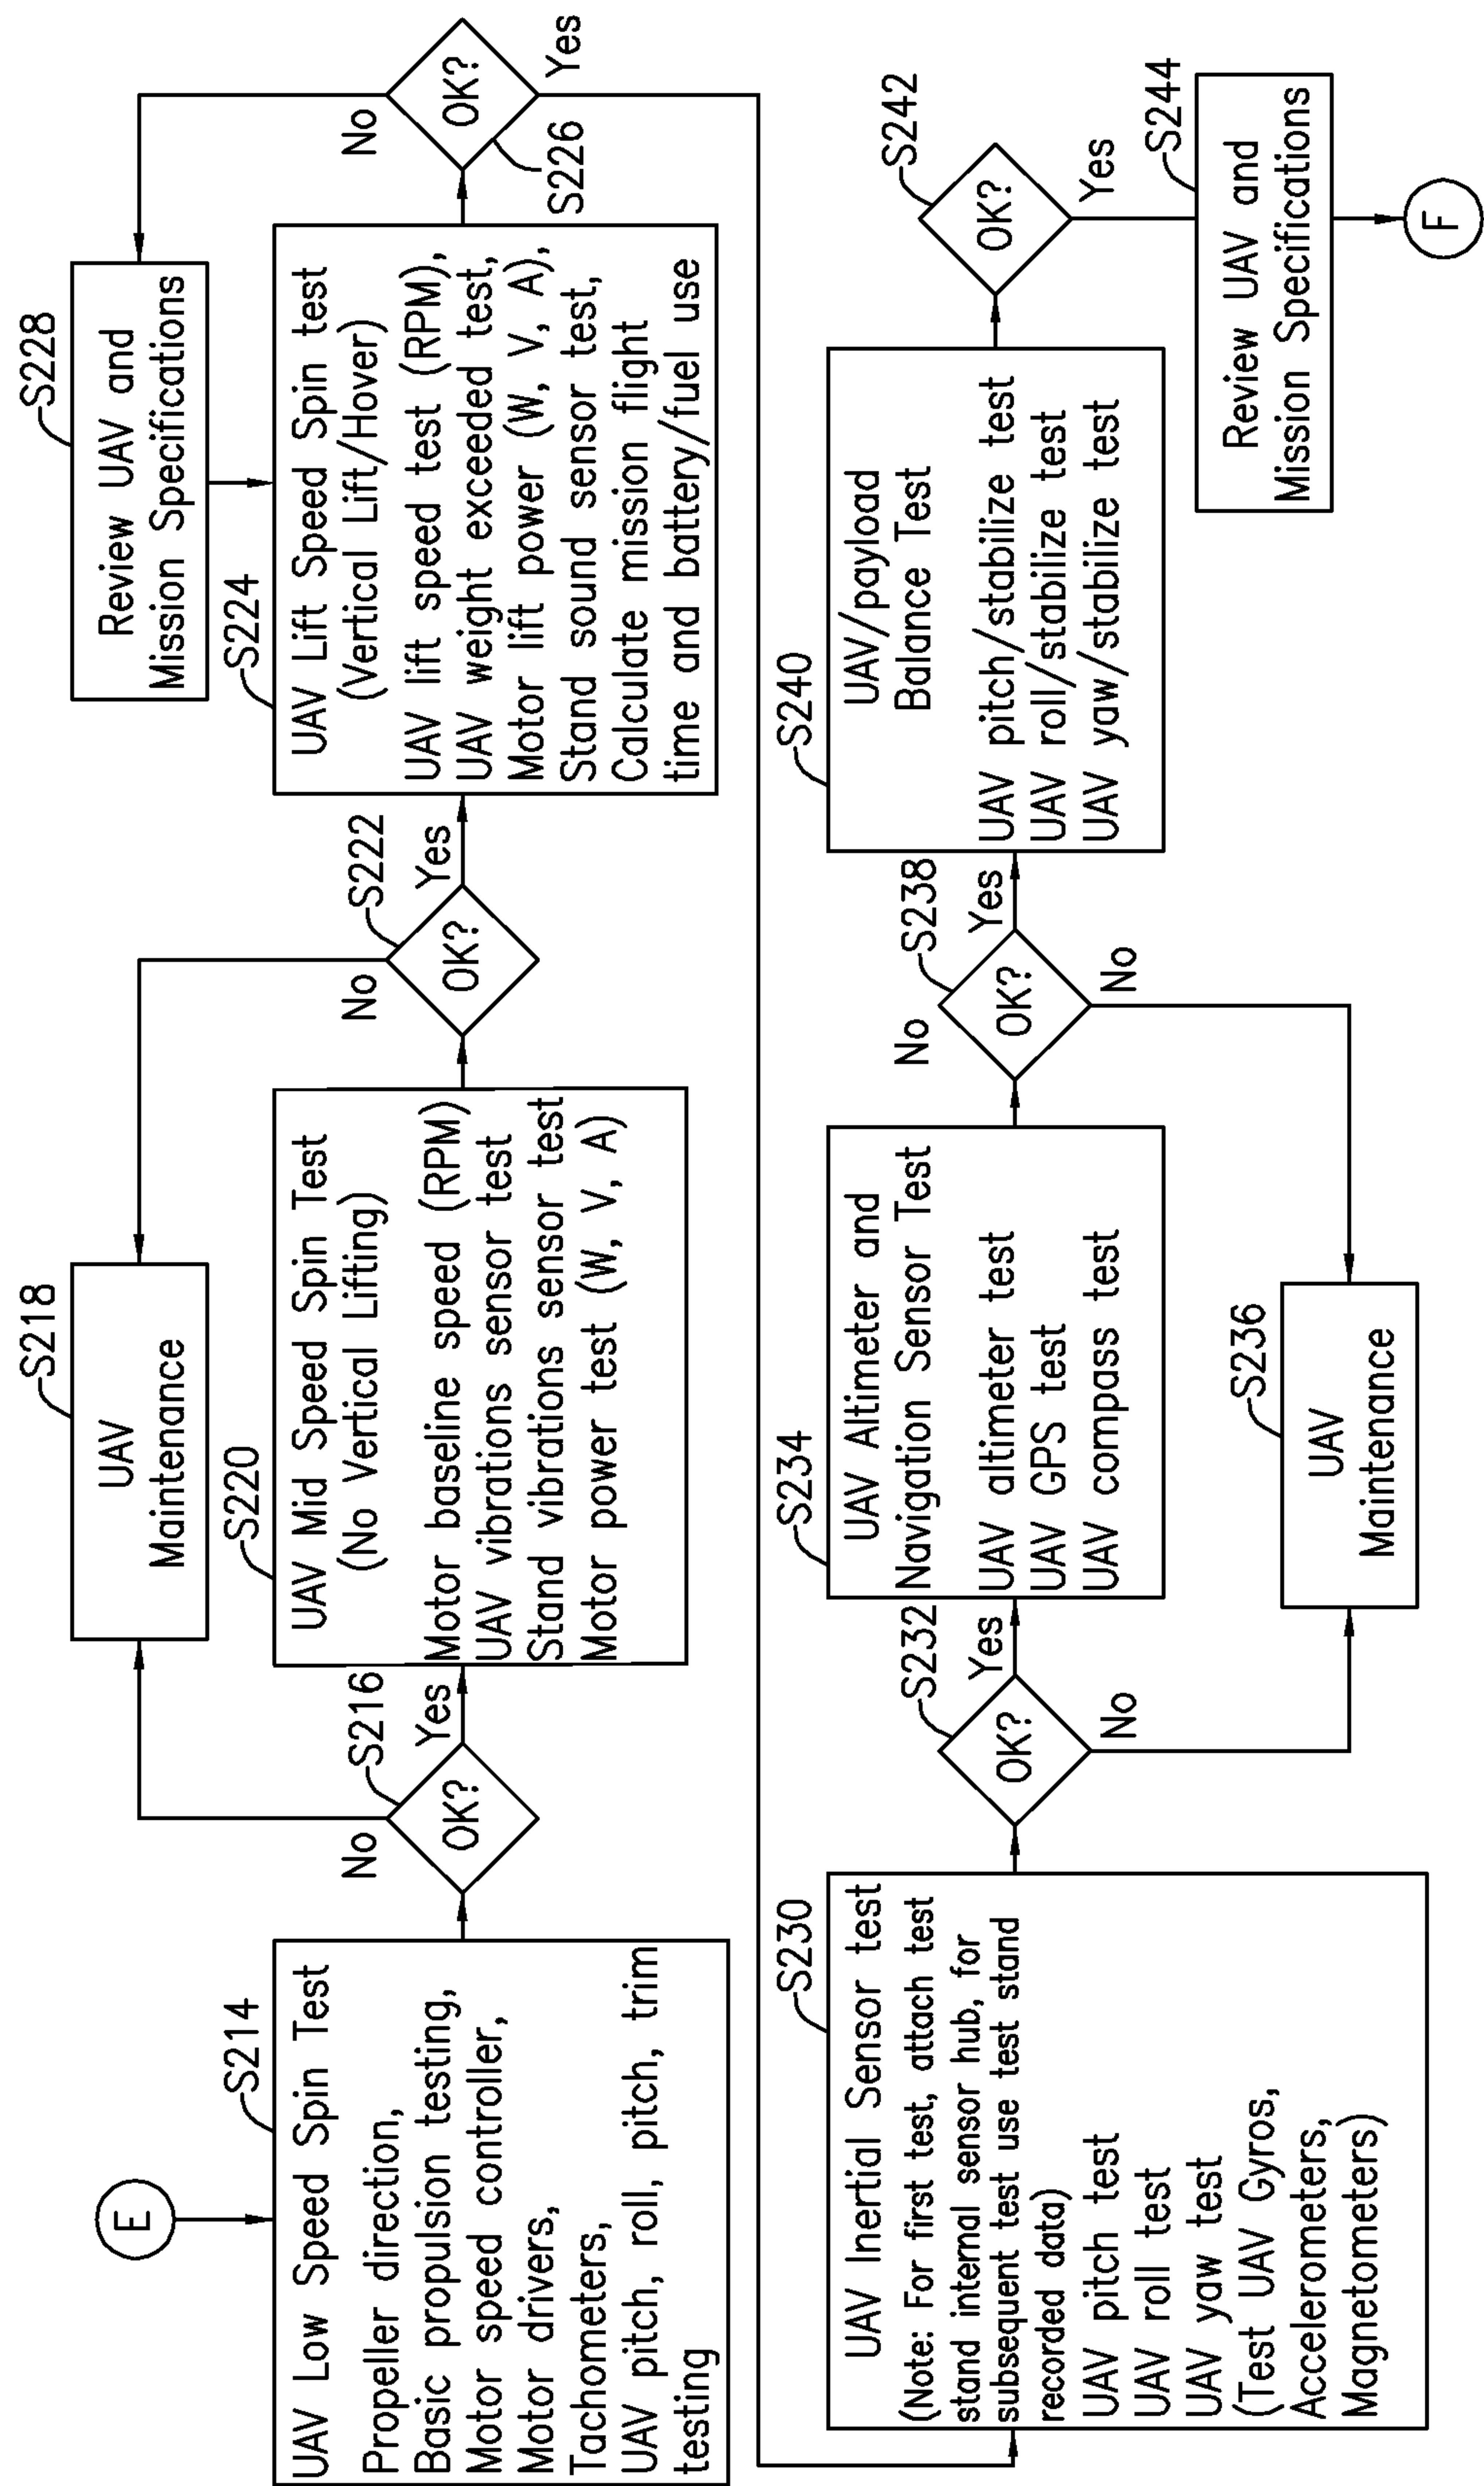 E
S214
UAV Low Speed Spin Test
Propeller direction,
Basic propulsion testing,
Motor speed controller,
Motor drivers,
Tachometers,
UAV pitch, roll, pitch, trim
testing
S216
OK?
No
Yes
S218
UAV
Maintenance
S220
UAV Mid Speed Spin Test
(No Vertical Lifting)
Motor baseline speed (RPM)
UAV vibrations sensor test
Stand vibrations sensor test
Motor power test (W, V, A)
S222
OK?
No
Yes
S224
UAV Lift Speed Spin test
(Vertical Lift/Hover)
UAV lift speed test (RPM),
UAV weight exceeded test,
Motor lift power (W, V, A),
Stand sound sensor test,
Calculate mission flight
time and battery/fuel use
S226
OK?
No
Yes
S228
Review UAV and
Mission Specifications
S230
UAV Inertial Sensor test
(Note: For first test, attach test
stand internal sensor hub, for
subsequent test use test stand
recorded data)
UAV pitch test
UAV roll test
UAV yaw test
(Test UAV Gyros,
Accelerometers,
Magnetometers)
S232
OK?
Yes
No
S234
UAV Altimeter and
Navigation Sensor Test
UAV altimeter test
UAV GPS test
UAV compass test
S236
UAV
Maintenance
S238
OK?
No
Yes
No
S240
UAV/payload
Balance Test
UAV pitch/stabilize test
UAV roll/stabilize test
UAV yaw/stabilize test
S242
OK?
Yes
S244
Review UAV and
Mission Specifications
F